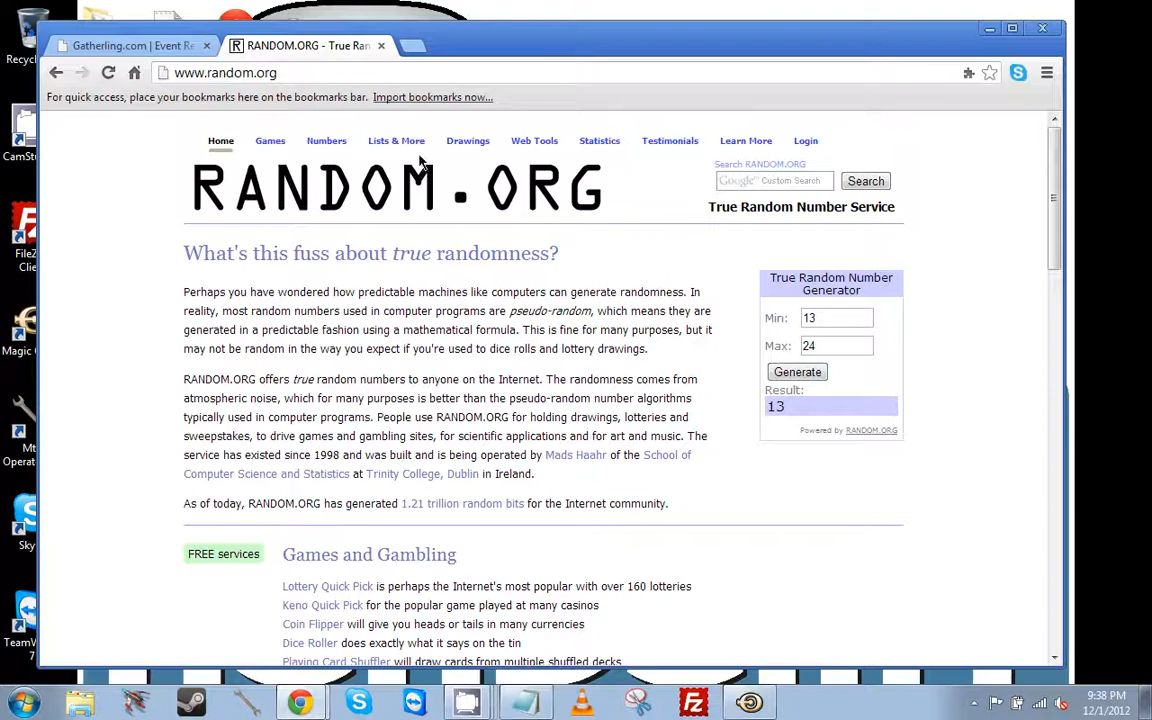 Recycl
Gatherling.com | Event Re
RANDOM.ORG - True Ran
www.random.org
For quick access, place your bookmarks here on the bookmarks bar. Import bookmarks now...
Home Games Numbers Lists & More Drawings Web Tools Statistics Testimonials Learn More Login
RANDOM.ORG
Search RANDOM.ORG
Google™ Custom Search Search
True Random Number Service
What's this fuss about true randomness?
Perhaps you have wondered how predictable machines like computers can generate randomness. In
reality, most random numbers used in computer programs are pseudo-random, which means they are
generated in a predictable fashion using a mathematical formula. This is fine for many purposes, but it
may not be random in the way you expect if you're used to dice rolls and lottery drawings.
RANDOM.ORG offers true random numbers to anyone on the Internet. The randomness comes from
atmospheric noise, which for many purposes is better than the pseudo-random number algorithms
typically used in computer programs. People use RANDOM.ORG for holding drawings, lotteries and
sweepstakes, to drive games and gambling sites, for scientific applications and for art and music. The
service has existed since 1998 and was built and is being operated by Mads Haahr of the School of
Computer Science and Statistics at Trinity College, Dublin in Ireland.
As of today, RANDOM.ORG has generated 1.21 trillion random bits for the Internet community.
True Random Number
Generator
Min: 13
Max: 24
Generate
Result:
13
Powered by RANDOM.ORG
FREE services
Games and Gambling
Lottery Quick Pick is perhaps the Internet's most popular with over 160 lotteries
Keno Quick Pick for the popular game played at many casinos
Coin Flipper will give you heads or tails in many currencies
Dice Roller does exactly what it says on the tin
Playing Card Shuffler will draw cards from multiple shuffled decks
CamStu
FileZ
Clie
Magic
Mt
Operat
Sky
TeamV
7
9:38 PM
12/1/2012